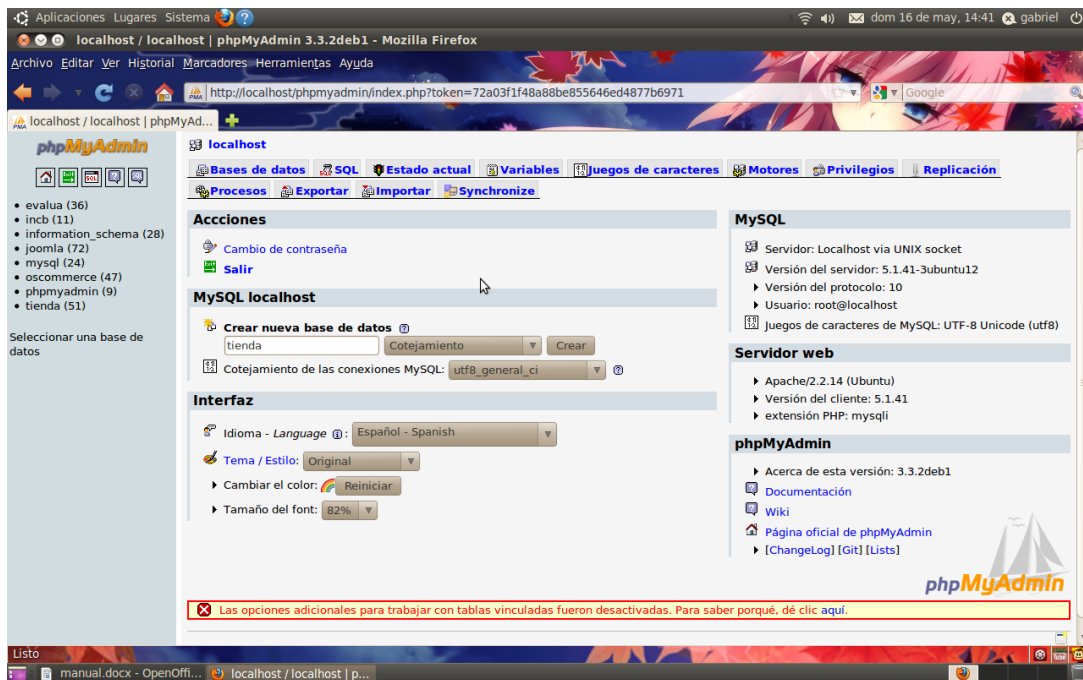 Aplicaciones Lugares Sistema dom 16 de may, 14:41 gabriel
localhost / localhost | phpMyAdmin 3.3.2deb1 - Mozilla Firefox
Archivo Editar Ver Historial Marcadores Herramientas Ayuda
http://localhost/phpmyadmin/index.php?token=72a03f1f48a88be855646ed4877b6971 Google
localhost / localhost | phpMyAd...
phpMyAdmin
evalua (36)
incb (11)
information_schema (28)
joomla (72)
mysql (24)
oscommerce (47)
phpmyadmin (9)
tienda (51)
Seleccionar una base de
datos
localhost
Bases de datos SQL Estado actual Variables Juegos de caracteres Motores Privilegios Replicación
Procesos Exportar Importar Synchronize
Accciones
Cambio de contraseña
Salir
MySQL localhost
Crear nueva base de datos
tienda Cotejamiento Crear
Cotejamiento de las conexiones MySQL: utf8_general_ci
Interfaz
Idioma - Language : Español - Spanish
Tema / Estilo: Original
Cambiar el color: Reiniciar
Tamaño del font: 82%
MySQL
Servidor: Localhost via UNIX socket
Versión del servidor: 5.1.41-3ubuntu12
Versión del protocolo: 10
Usuario: root@localhost
Juegos de caracteres de MySQL: UTF-8 Unicode (utf8)
Servidor web
Apache/2.2.14 (Ubuntu)
Versión del cliente: 5.1.41
extensión PHP: mysqli
phpMyAdmin
Acerca de esta versión: 3.3.2deb1
Documentación
Wiki
Página oficial de phpMyAdmin
[ChangeLog] [Git] [Lists]
phpMyAdmin
Las opciones adicionales para trabajar con tablas vinculadas fueron desactivadas. Para saber porqué, dé clic aquí.
Listo
manual.docx - OpenOffi... localhost / localhost | p...